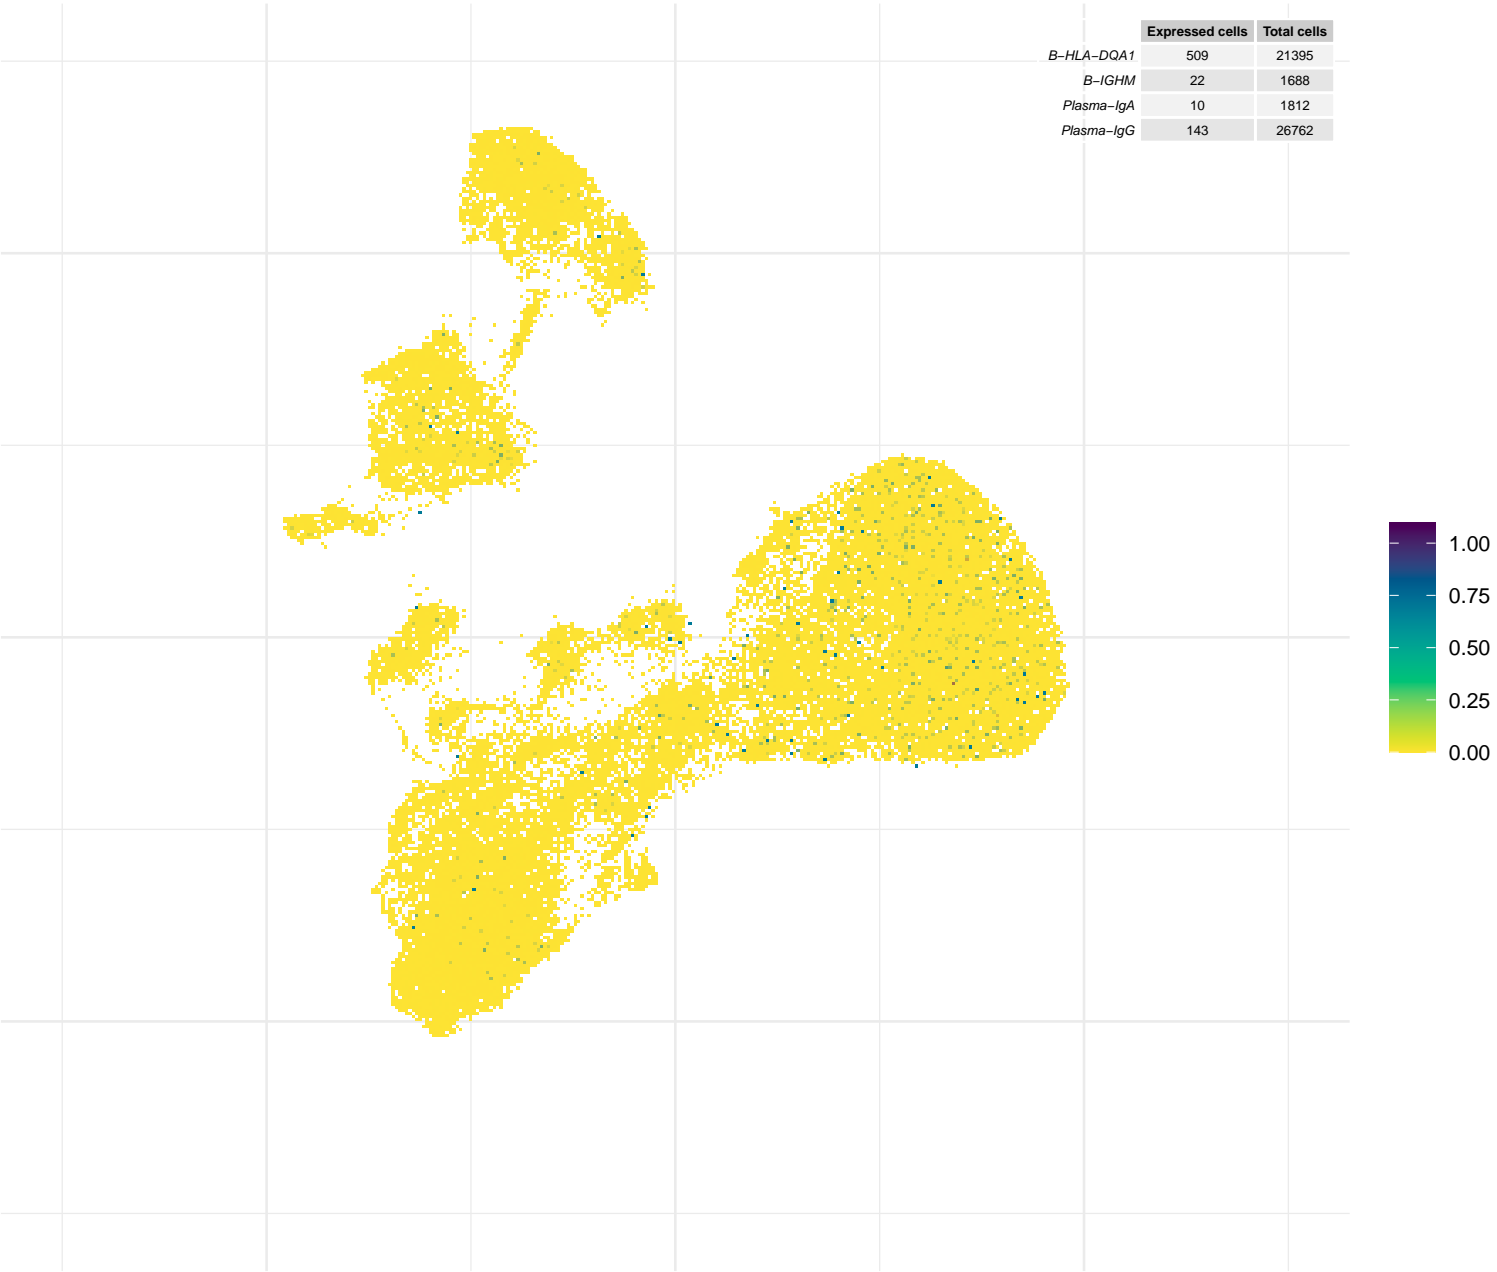 Expressed cells Total cells
B−HLA−DQA1 509 21395
B−IGHM 22 1688
Plasma−IgA 10 1812
Plasma−IgG 143 26762
1.00
0.75
0.50
0.25
0.00